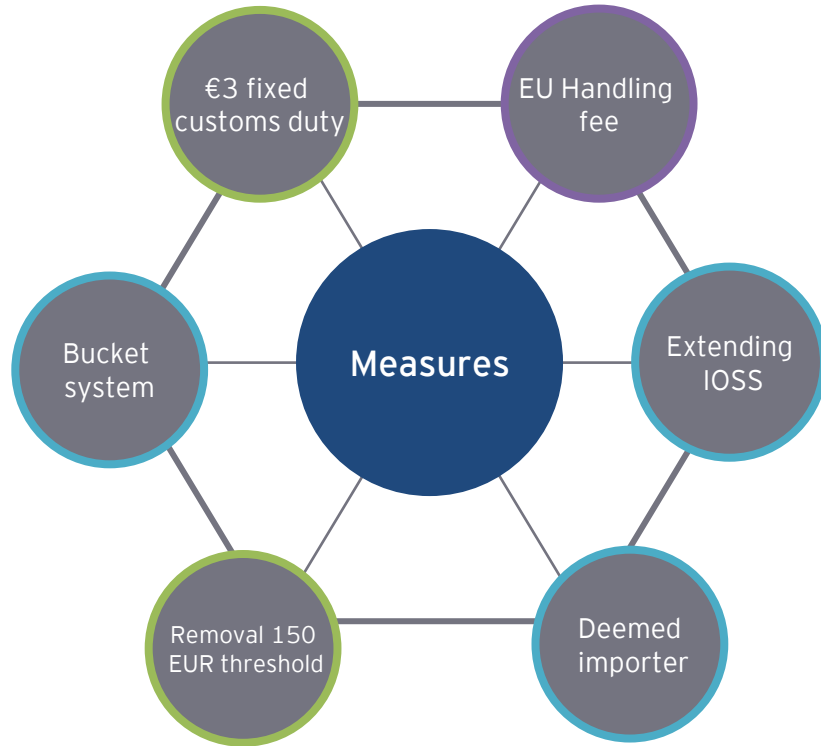 €3 fixed
customs duty
EU Handling
fee
Bucket
system
Measures
Extending
IOSS
Removal 150
EUR threshold
Deemed
importer